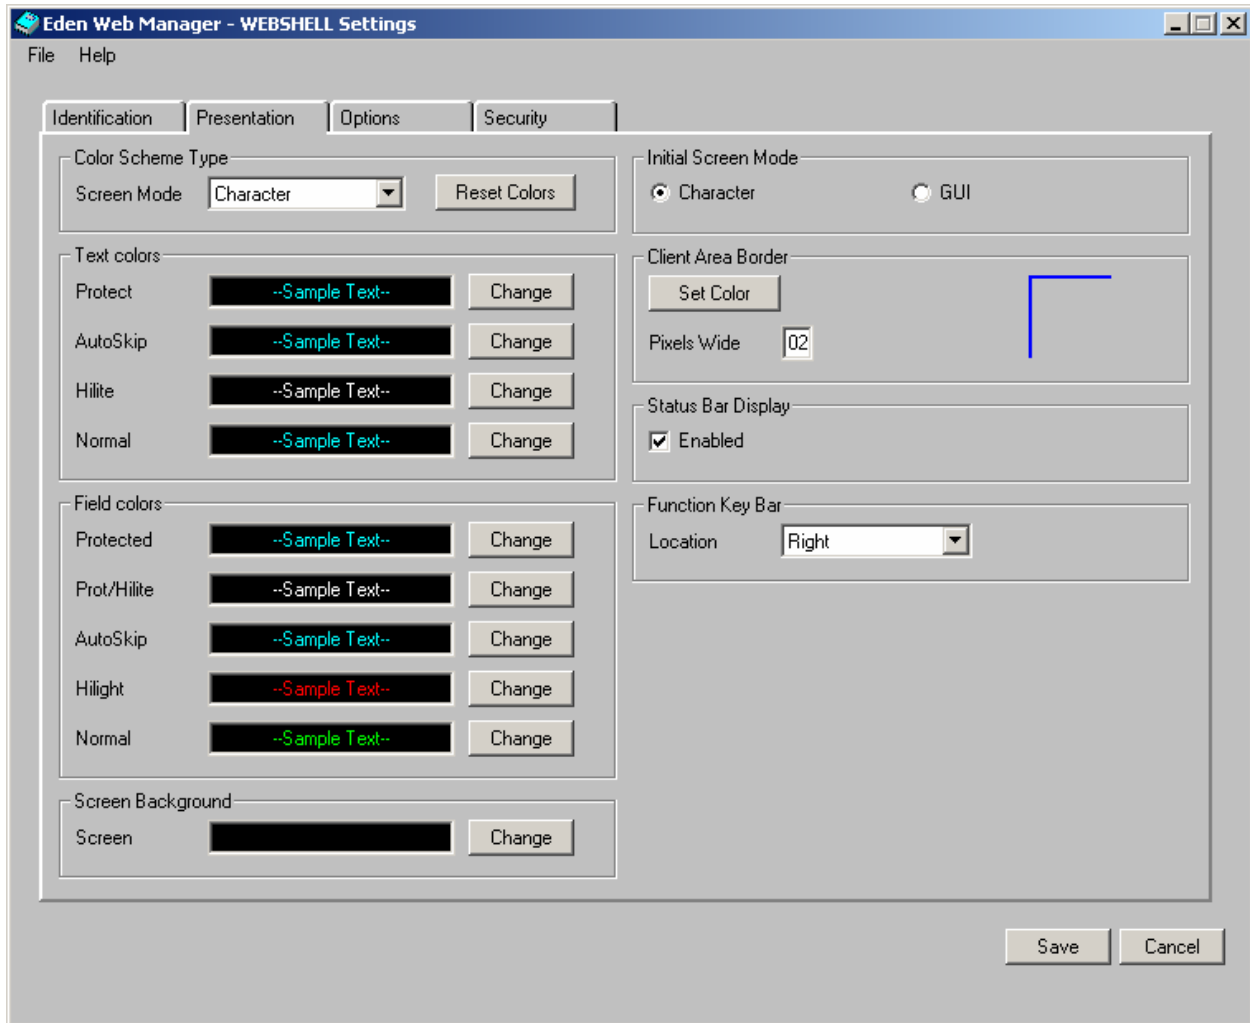 Eden Web Manager - WEBSHELL Settings
File Help
Identification Presentation Options Security
Color Scheme Type
Screen Mode Character Reset Colors
Text colors
Protect --Sample Text-- Change
AutoSkip --Sample Text-- Change
Hilite --Sample Text-- Change
Normal --Sample Text-- Change
Field colors
Protected --Sample Text-- Change
Prot/Hilite --Sample Text-- Change
AutoSkip --Sample Text-- Change
Hilight --Sample Text-- Change
Normal --Sample Text-- Change
Screen Background
Screen Change
Initial Screen Mode
Character GUI
Client Area Border
Set Color
Pixels Wide 02
Status Bar Display
Enabled
Function Key Bar
Location Right
Save Cancel